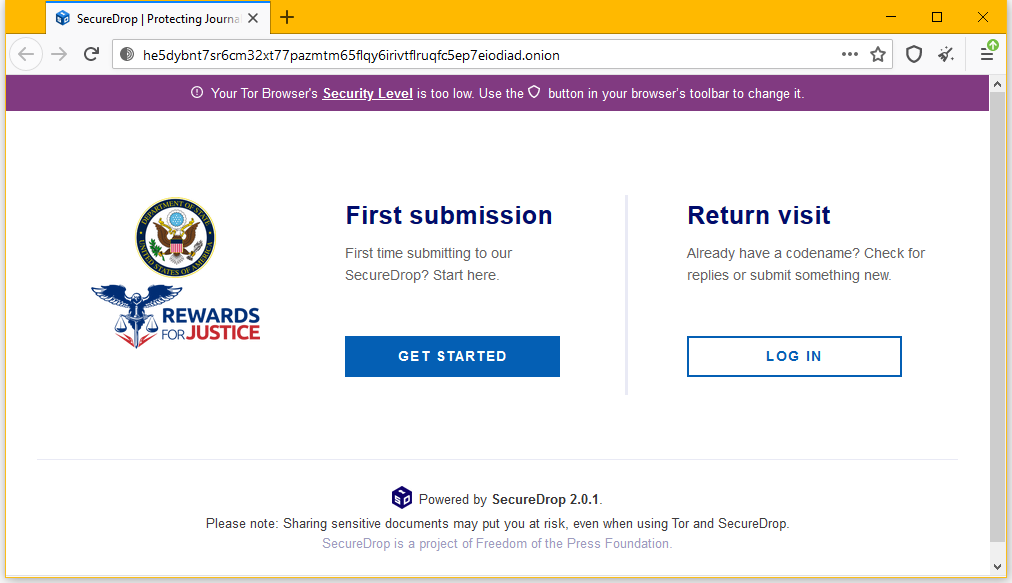 SecureDrop | Protecting Journa
he5dybnt7sr6cm32xt77pazmtm65flqy6irivtflruqfc5ep7eiodiad.onion
Your Tor Browser's Security Level is too low. Use the button in your browser's toolbar to change it.
DEPARTMENT OF STATE
UNITED STATES OF AMERICA
REWARDS
FOR JUSTICE
First submission
First time submitting to our
SecureDrop? Start here.
GET STARTED
Return visit
Already have a codename? Check for
replies or submit something new.
LOG IN
Powered by SecureDrop 2.0.1.
Please note: Sharing sensitive documents may put you at risk, even when using Tor and SecureDrop.
SecureDrop is a project of Freedom of the Press Foundation.